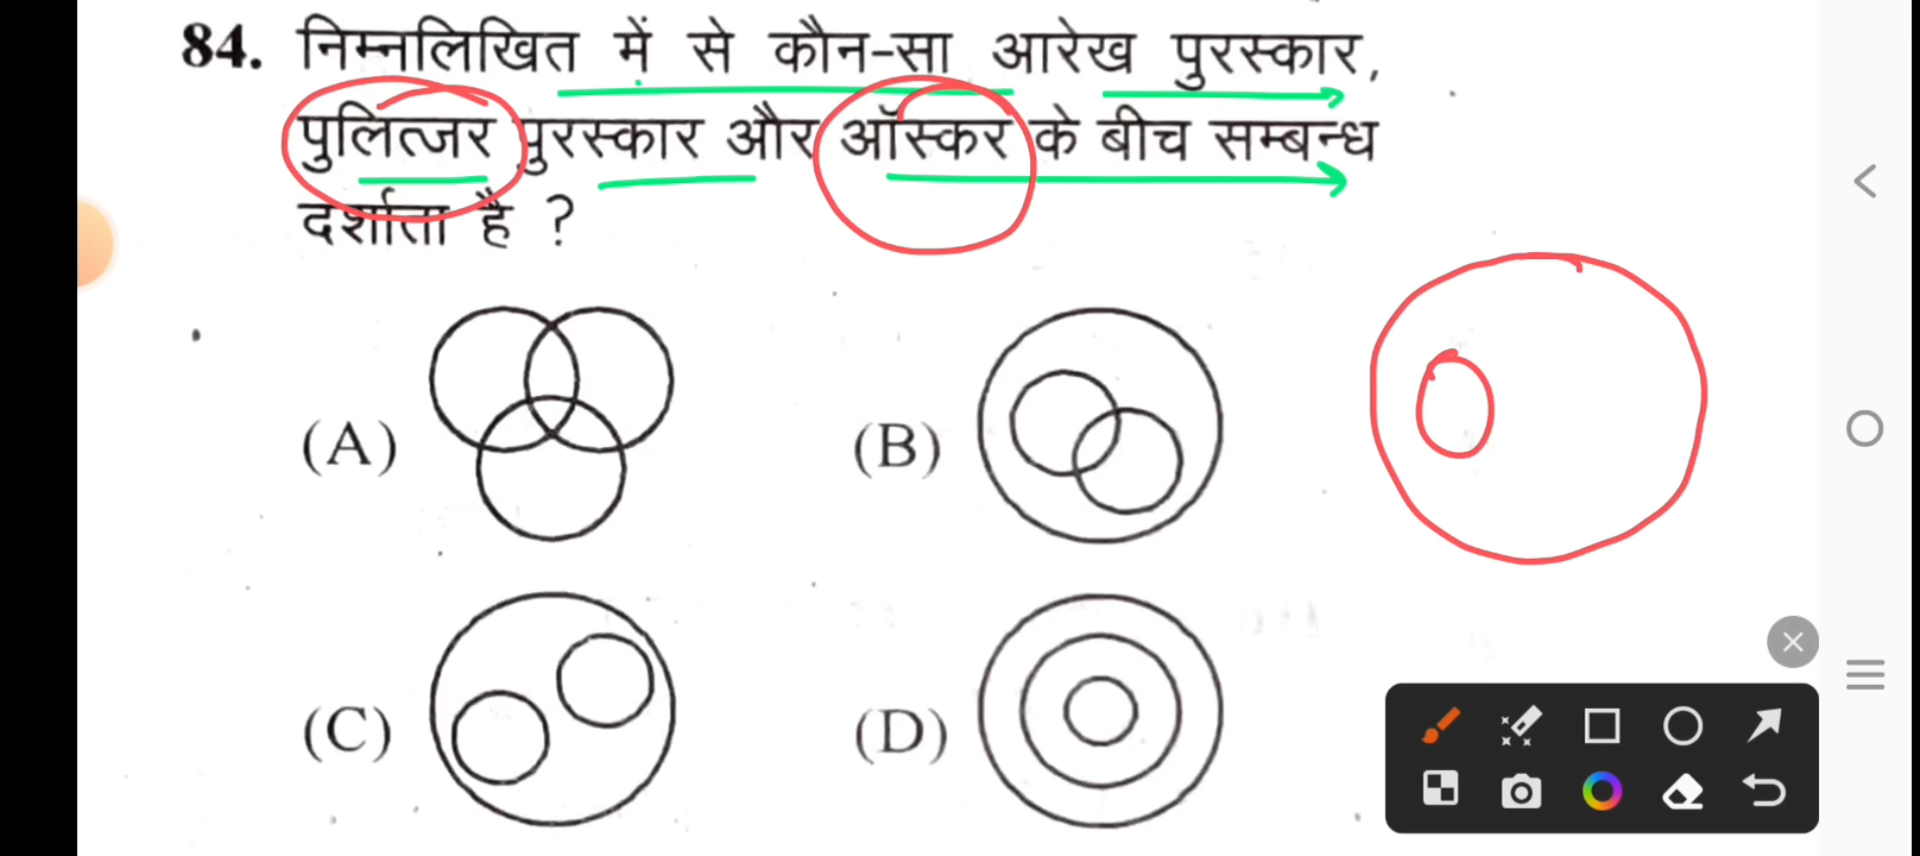 84. निम्नलिखित में से कौन-सा आरेख पुरस्कार,
पुलित्जर पुरस्कार और ऑस्कर के बीच सम्बन्ध
दर्शाता है ?
(A) (B)
(C) (D)